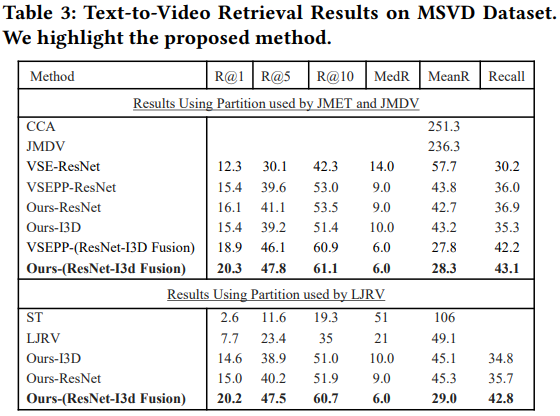 Table 3: Text-to-Video Retrieval Results on MSVD Dataset.
We highlight the proposed method.
Method R@1 R@5 R@10 MedR MeanR Recall
Results Using Partition used by JMET and JMDV
CCA 251.3
JMDV 236.3
VSE-ResNet 12.3 30.1 42.3 14.0 57.7 30.2
VSEPP-ResNet 15.4 39.6 53.0 9.0 43.8 36.0
Ours-ResNet 16.1 41.1 53.5 9.0 42.7 36.9
Ours-I3D 15.4 39.2 51.4 10.0 43.2 35.3
VSEPP-(ResNet-I3D Fusion) 18.9 46.1 60.9 6.0 27.8 42.2
Ours-(ResNet-I3d Fusion) 20.3 47.8 61.1 6.0 28.3 43.1
Results Using Partition used by LJRV
ST 2.6 11.6 19.3 51 106
LJRV 7.7 23.4 35 21 49.1
Ours-I3D 14.6 38.9 51.0 10.0 45.1 34.8
Ours-ResNet 15.0 40.2 51.9 9.0 45.3 35.7
Ours-(ResNet-I3d Fusion) 20.2 47.5 60.7 6.0 29.0 42.8